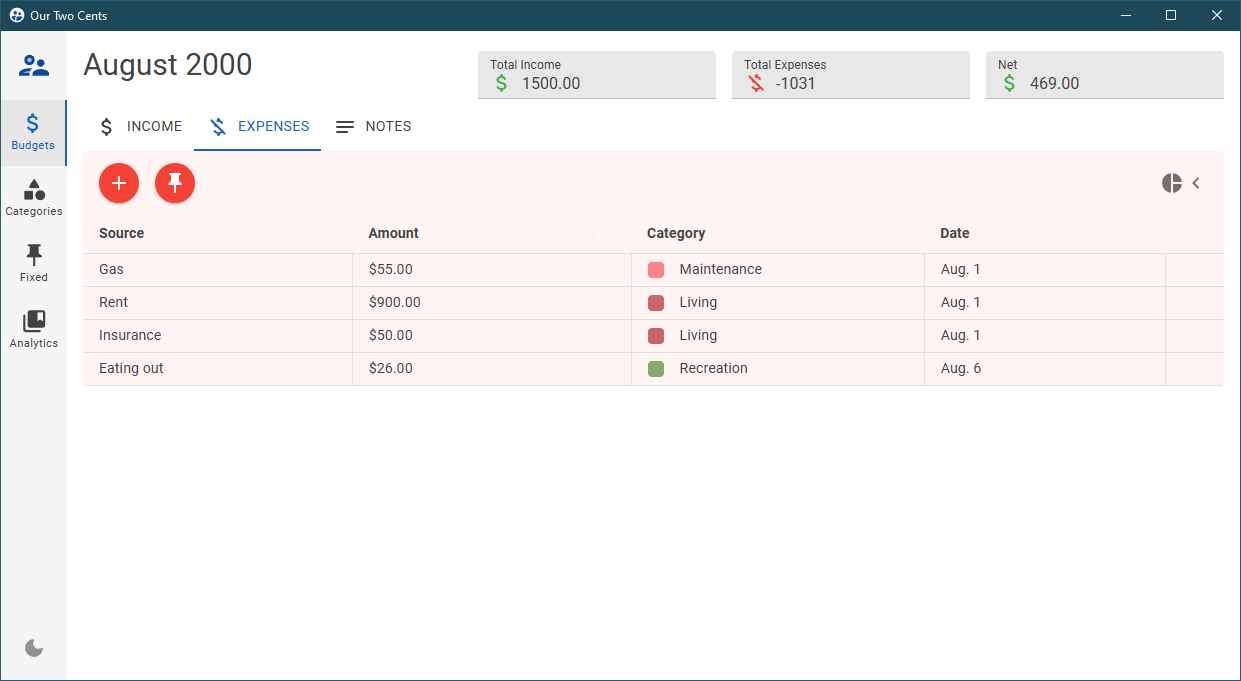 Our Two Cents
August 2000
Total Income
1500.00
Total Expenses
-1031
Net
469.00
INCOME EXPENSES NOTES
Budgets
Categories
Fixed
Analytics
Source Amount Category Date
Gas $55.00 Maintenance Aug. 1
Rent $900.00 Living Aug. 1
Insurance $50.00 Living Aug. 1
Eating out $26.00 Recreation Aug. 6